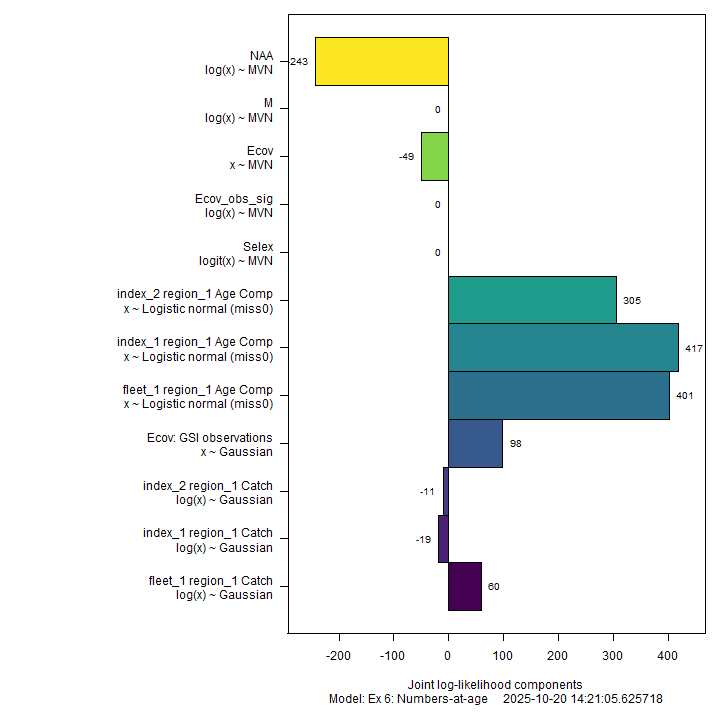 NAA
log(x) ~ MVN
-243
M
log(x) ~ MVN
0
Ecov
x ~ MVN
-49
Ecov_obs_sig
log(x) ~ MVN
0
Selex
logit(x) ~ MVN
0
index_2 region_1 Age Comp
x ~ Logistic normal (miss0)
305
index_1 region_1 Age Comp
x ~ Logistic normal (miss0)
417
fleet_1 region_1 Age Comp
x ~ Logistic normal (miss0)
401
Ecov: GSI observations
x ~ Gaussian
98
index_2 region_1 Catch
log(x) ~ Gaussian
-11
index_1 region_1 Catch
log(x) ~ Gaussian
-19
fleet_1 region_1 Catch
log(x) ~ Gaussian
60
-200 -100 0 100 200 300 400
Joint log-likelihood components
Model: Ex 6: Numbers-at-age 2025-10-20 14:21:05.625718